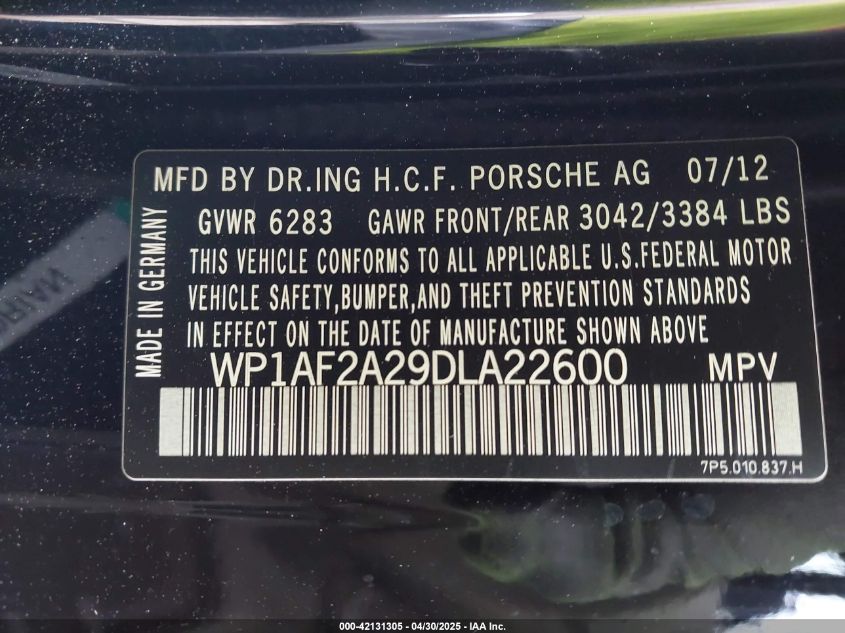 MFD BY DR.ING H.C.F. PORSCHE AG 07/12
GVWR 6283 GAWR FRONT/REAR 3042/3384 LBS
THIS VEHICLE CONFORMS TO ALL APPLICABLE U.S.FEDERAL MOTOR
VEHICLE SAFETY,BUMPER,AND THEFT PREVENTION STANDARDS
IN EFFECT ON THE DATE OF MANUFACTURE SHOWN ABOVE
WP1AF2A29DLA22600 MPV
7P5.010.837.H
MADE IN GERMANY
000-42131305 - 04/30/2025 - IAA Inc.